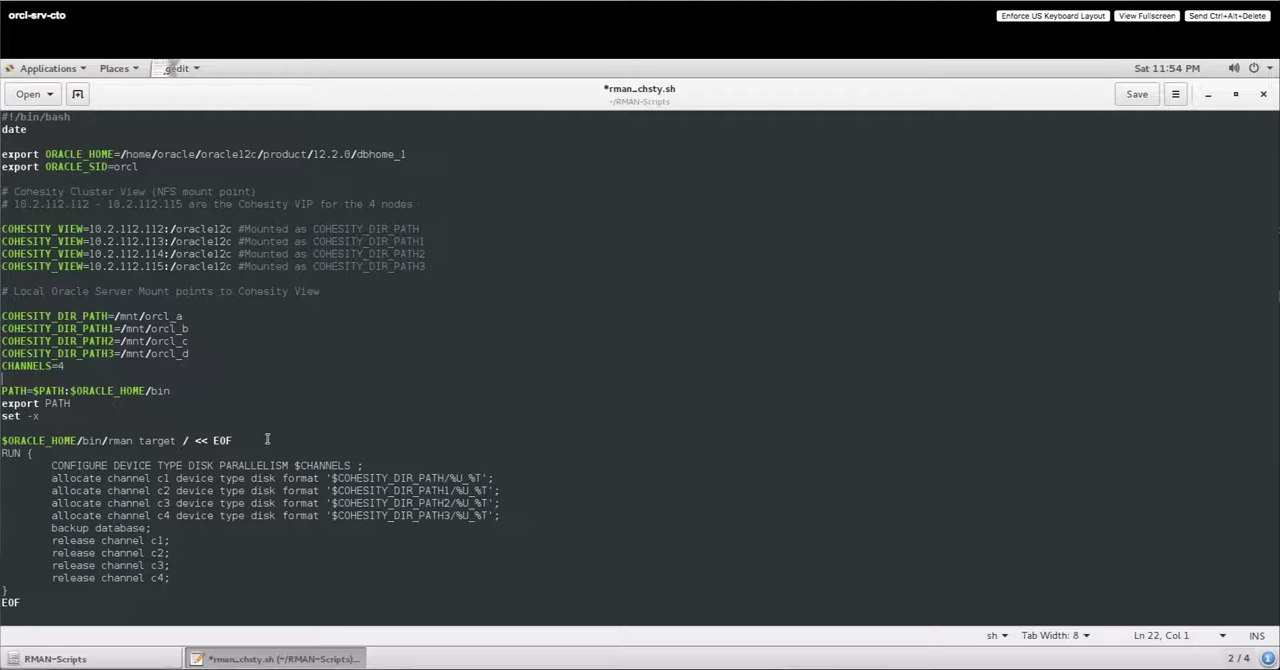 orcl-srv-cto
Enforce US Keyboard Layout View Fullscreen Send Ctrl+Alt+Delete
Applications Places gedit Sat 11:54 PM
Open *rman_chsty.sh Save
~/RMAN-Scripts
#!/bin/bash
date
export ORACLE_HOME=/home/oracle/oracle12c/product/12.2.0/dbhome_1
export ORACLE_SID=orcl
# Cohesity Cluster View (NFS mount point)
# 10.2.112.112 - 10.2.112.115 are the Cohesity VIP for the 4 nodes
COHESITY_VIEW=10.2.112.112:/oracle12c #Mounted as COHESITY_DIR_PATH
COHESITY_VIEW=10.2.112.113:/oracle12c #Mounted as COHESITY_DIR_PATH1
COHESITY_VIEW=10.2.112.114:/oracle12c #Mounted as COHESITY_DIR_PATH2
COHESITY_VIEW=10.2.112.115:/oracle12c #Mounted as COHESITY_DIR_PATH3
# Local Oracle Server Mount points to Cohesity View
COHESITY_DIR_PATH=/mnt/orcl_a
COHESITY_DIR_PATH1=/mnt/orcl_b
COHESITY_DIR_PATH2=/mnt/orcl_c
COHESITY_DIR_PATH3=/mnt/orcl_d
CHANNELS=4
PATH=$PATH:$ORACLE_HOME/bin
export PATH
set -x
$ORACLE_HOME/bin/rman target / << EOF
RUN {
CONFIGURE DEVICE TYPE DISK PARALLELISM $CHANNELS ;
allocate channel c1 device type disk format '$COHESITY_DIR_PATH/%U_%T';
allocate channel c2 device type disk format '$COHESITY_DIR_PATH1/%U_%T';
allocate channel c3 device type disk format '$COHESITY_DIR_PATH2/%U_%T';
allocate channel c4 device type disk format '$COHESITY_DIR_PATH3/%U_%T';
backup database;
release channel c1;
release channel c2;
release channel c3;
release channel c4;
}
EOF
sh Tab Width: 8 Ln 22, Col 1 INS
RMAN-Scripts *rman_chsty.sh (~/RMAN-Scripts)... 2 / 4 1